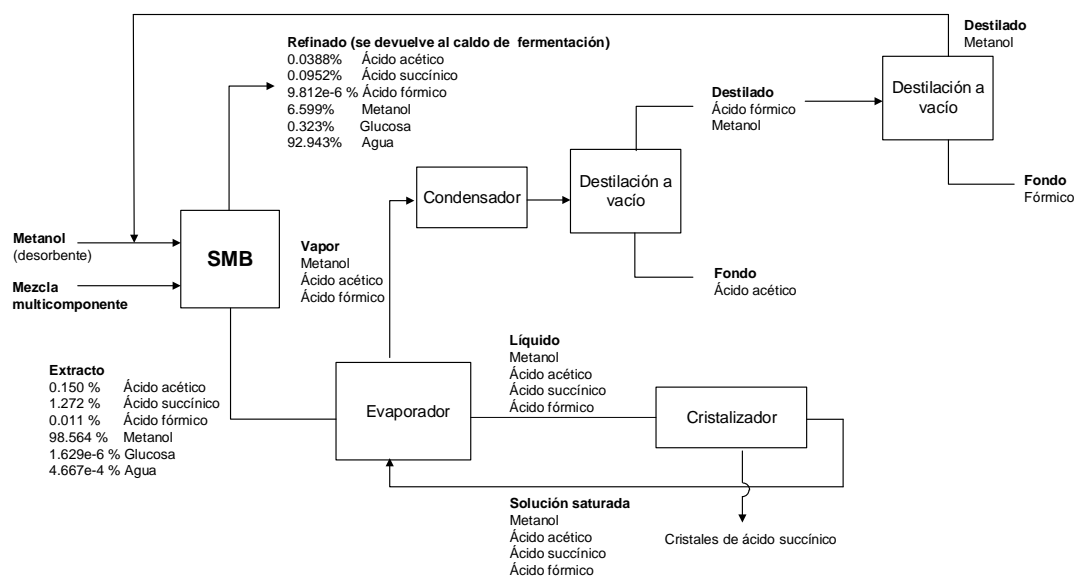 Destilado
Metanol
Refinado (se devuelve al caldo de fermentación)
0.0388% Ácido acético
0.0952% Ácido succínico
9.812e-6 % Ácido fórmico
6.599% Metanol
0.323% Glucosa
92.943% Agua
Destilación a
vacío
Destilado
Ácido fórmico
Metanol
Condensador
Destilación a
vacío
Fondo
Fórmico
Metanol
(desorbente)
SMB
Mezcla
multicomponente
Vapor
Metanol
Ácido acético
Ácido fórmico
Fondo
Ácido acético
Extracto
0.150 % Ácido acético
1.272 % Ácido succínico
0.011 % Ácido fórmico
98.564 % Metanol
1.629e-6 % Glucosa
4.667e-4 % Agua
Evaporador
Líquido
Metanol
Ácido acético
Ácido succínico
Ácido fórmico
Cristalizador
Solución saturada
Metanol
Ácido acético
Ácido succínico
Ácido fórmico
Cristales de ácido succínico